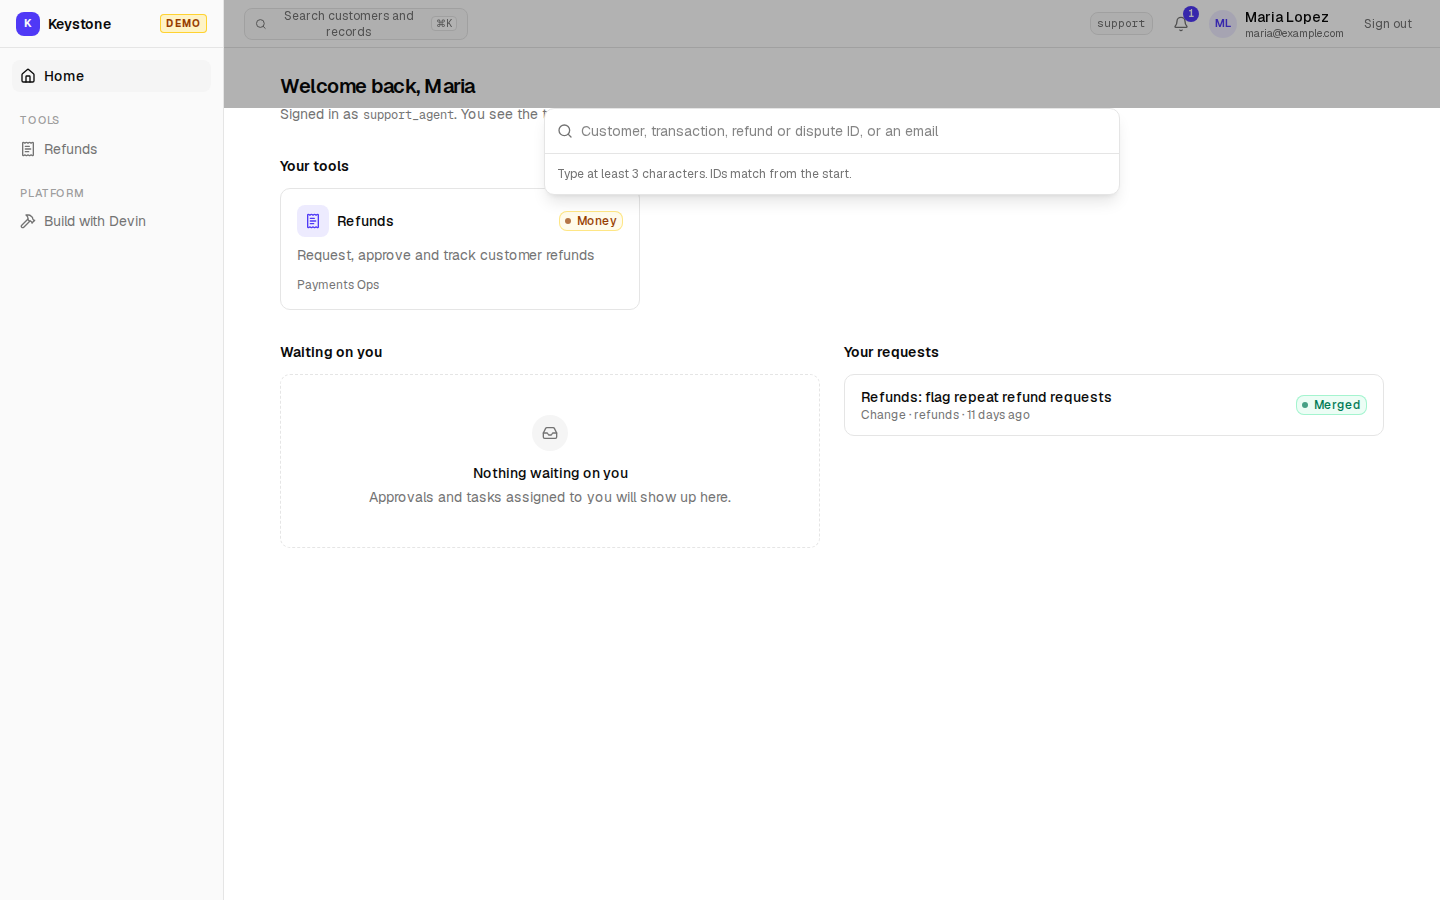 K
Keystone
DEMO
Search customers and
records
⌘K
support
1
ML
Maria Lopez
maria@example.com
Sign out
Home
TOOLS
Refunds
PLATFORM
Build with Devin
Welcome back, Maria
Signed in as support_agent. You see the
Customer, transaction, refund or dispute ID, or an email
Type at least 3 characters. IDs match from the start.
Your tools
Refunds
Money
Request, approve and track customer refunds
Payments Ops
Waiting on you
Nothing waiting on you
Approvals and tasks assigned to you will show up here.
Your requests
Refunds: flag repeat refund requests
Change · refunds · 11 days ago
Merged